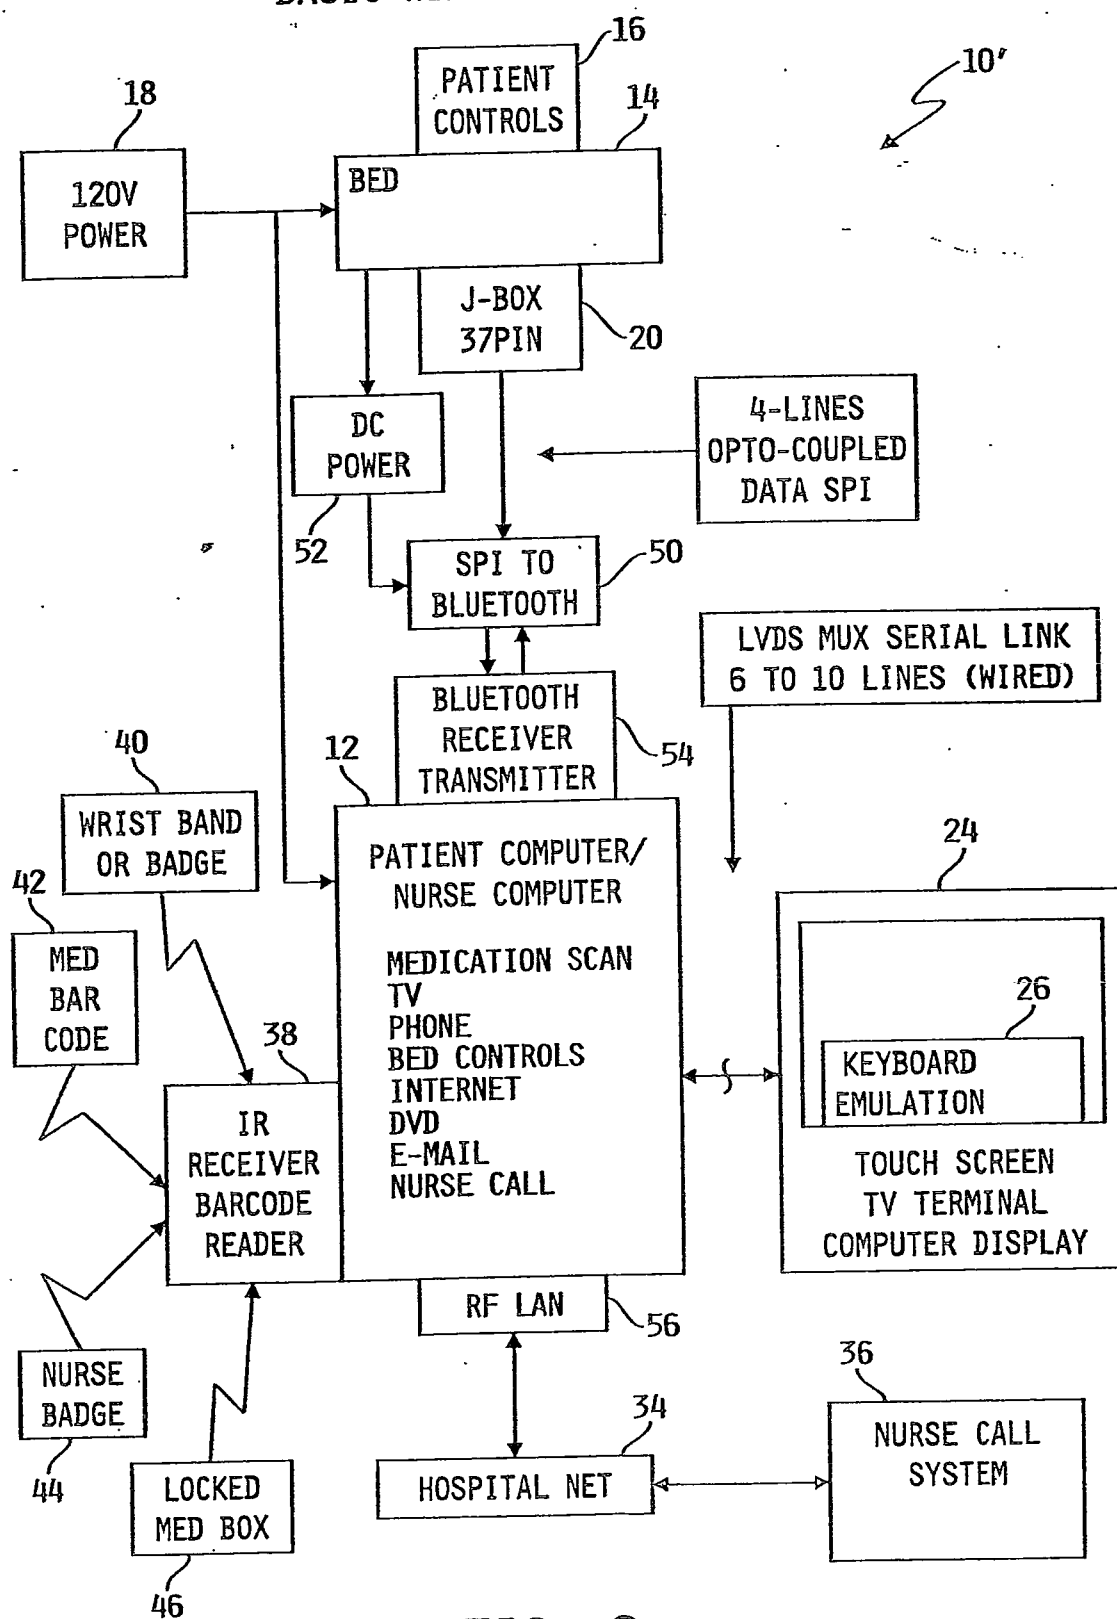 16
PATIENT
CONTROLS
10'
18
14
120V
POWER
BED
J-BOX
37PIN
20
4-LINES
OPTO-COUPLED
DATA SPI
DC
POWER
52
SPI TO
BLUETOOTH
50
LVDS MUX SERIAL LINK
6 TO 10 LINES (WIRED)
BLUETOOTH
RECEIVER
TRANSMITTER
54
12
40
WRIST BAND
OR BADGE
42
MED
BAR
CODE
PATIENT COMPUTER/
NURSE COMPUTER
MEDICATION SCAN
TV
PHONE
BED CONTROLS
INTERNET
DVD
E-MAIL
NURSE CALL
24
26
KEYBOARD
EMULATION
TOUCH SCREEN
TV TERMINAL
COMPUTER DISPLAY
38
IR
RECEIVER
BARCODE
READER
RF LAN
56
NURSE
BADGE
44
LOCKED
MED BOX
46
34
HOSPITAL NET
36
NURSE CALL
SYSTEM